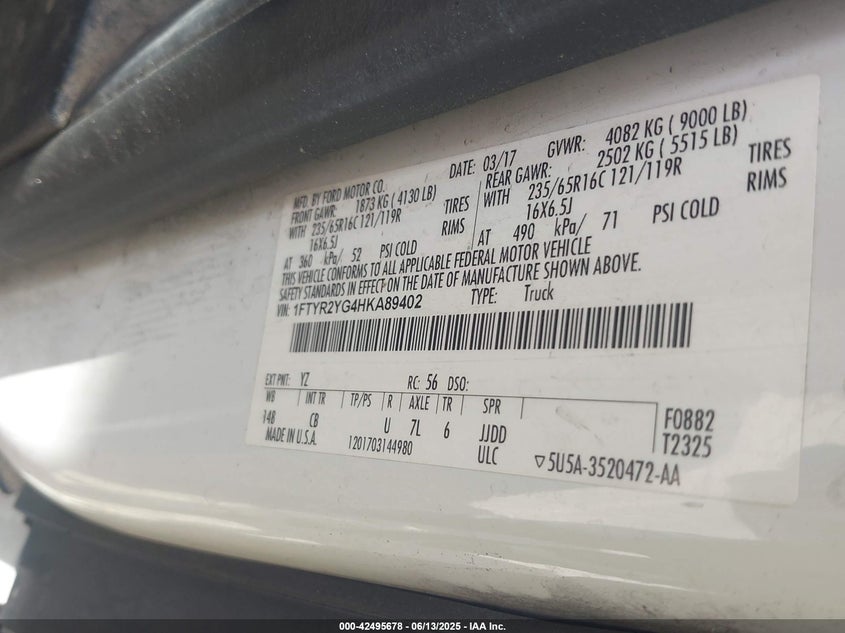 MFD. BY FORD MOTOR CO.
DATE: 03/17 GVWR: 4082 KG ( 9000 LB)
FRONT GAWR: 1873 KG ( 4130 LB)
REAR GAWR: 2502 KG ( 5515 LB)
WITH 235/65R16C 121/119R TIRES
WITH 235/65R16C 121/119R TIRES
16X6.5J RIMS
16X6.5J RIMS
AT 360 kPa/ 52 PSI COLD
AT 490 kPa/ 71 PSI COLD
THIS VEHICLE CONFORMS TO ALL APPLICABLE FEDERAL MOTOR VEHICLE
SAFETY STANDARDS IN EFFECT ON THE DATE OF MANUFACTURE SHOWN ABOVE.
VIN: 1FTYR2YG4HKA89402 TYPE: Truck
EXT PNT: YZ RC: 56 DSO:
WB INT TR TP/PS R AXLE TR SPR
148 CB U 7L 6 JJDD
F0882
T2325
MADE IN U.S.A. 1201703144980 ULC
▽5U5A-3520472-AA
000-42495678 - 06/13/2025 - IAA Inc.